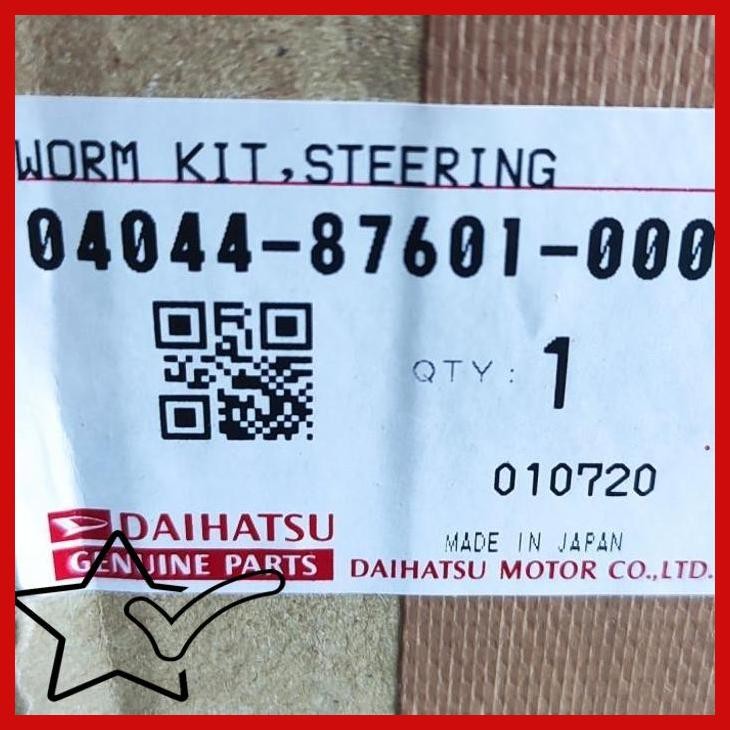 WORM KIT,STEERING
04044-87601-000
QTY: 1
010720
DAIHATSU
GENUINE PARTS
MADE IN JAPAN
DAIHATSU MOTOR CO.,LTD.